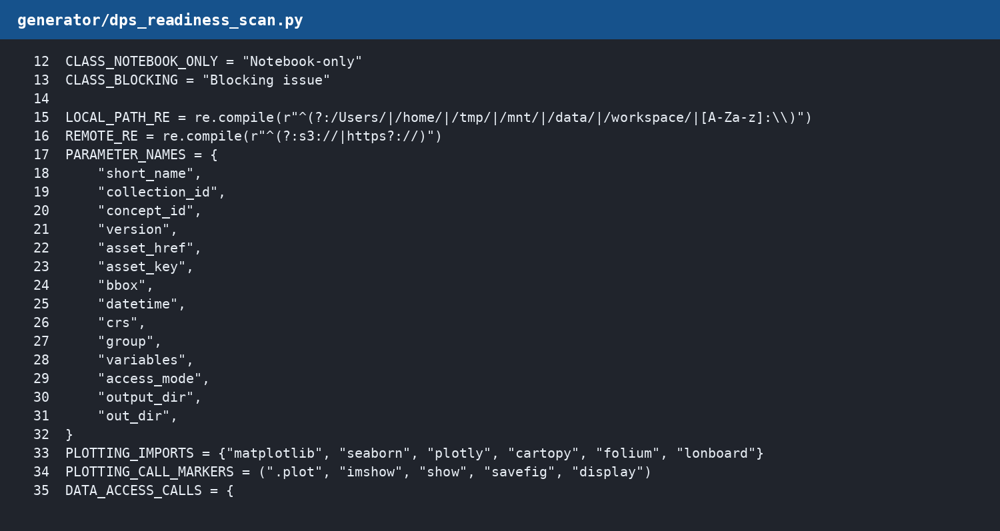 generator/dps_readiness_scan.py
12  CLASS_NOTEBOOK_ONLY = "Notebook-only"
13  CLASS_BLOCKING = "Blocking issue"
14
15  LOCAL_PATH_RE = re.compile(r"^(?:/Users/|/home/|/tmp/|/mnt/|/data/|/workspace/|[A-Za-z]:\\)")
16  REMOTE_RE = re.compile(r"^(?:s3://|https?://)")
17  PARAMETER_NAMES = {
18      "short_name",
19      "collection_id",
20      "concept_id",
21      "version",
22      "asset_href",
23      "asset_key",
24      "bbox",
25      "datetime",
26      "crs",
27      "group",
28      "variables",
29      "access_mode",
30      "output_dir",
31      "out_dir",
32  }
33  PLOTTING_IMPORTS = {"matplotlib", "seaborn", "plotly", "cartopy", "folium", "lonboard"}
34  PLOTTING_CALL_MARKERS = (".plot", "imshow", "show", "savefig", "display")
35  DATA_ACCESS_CALLS = {